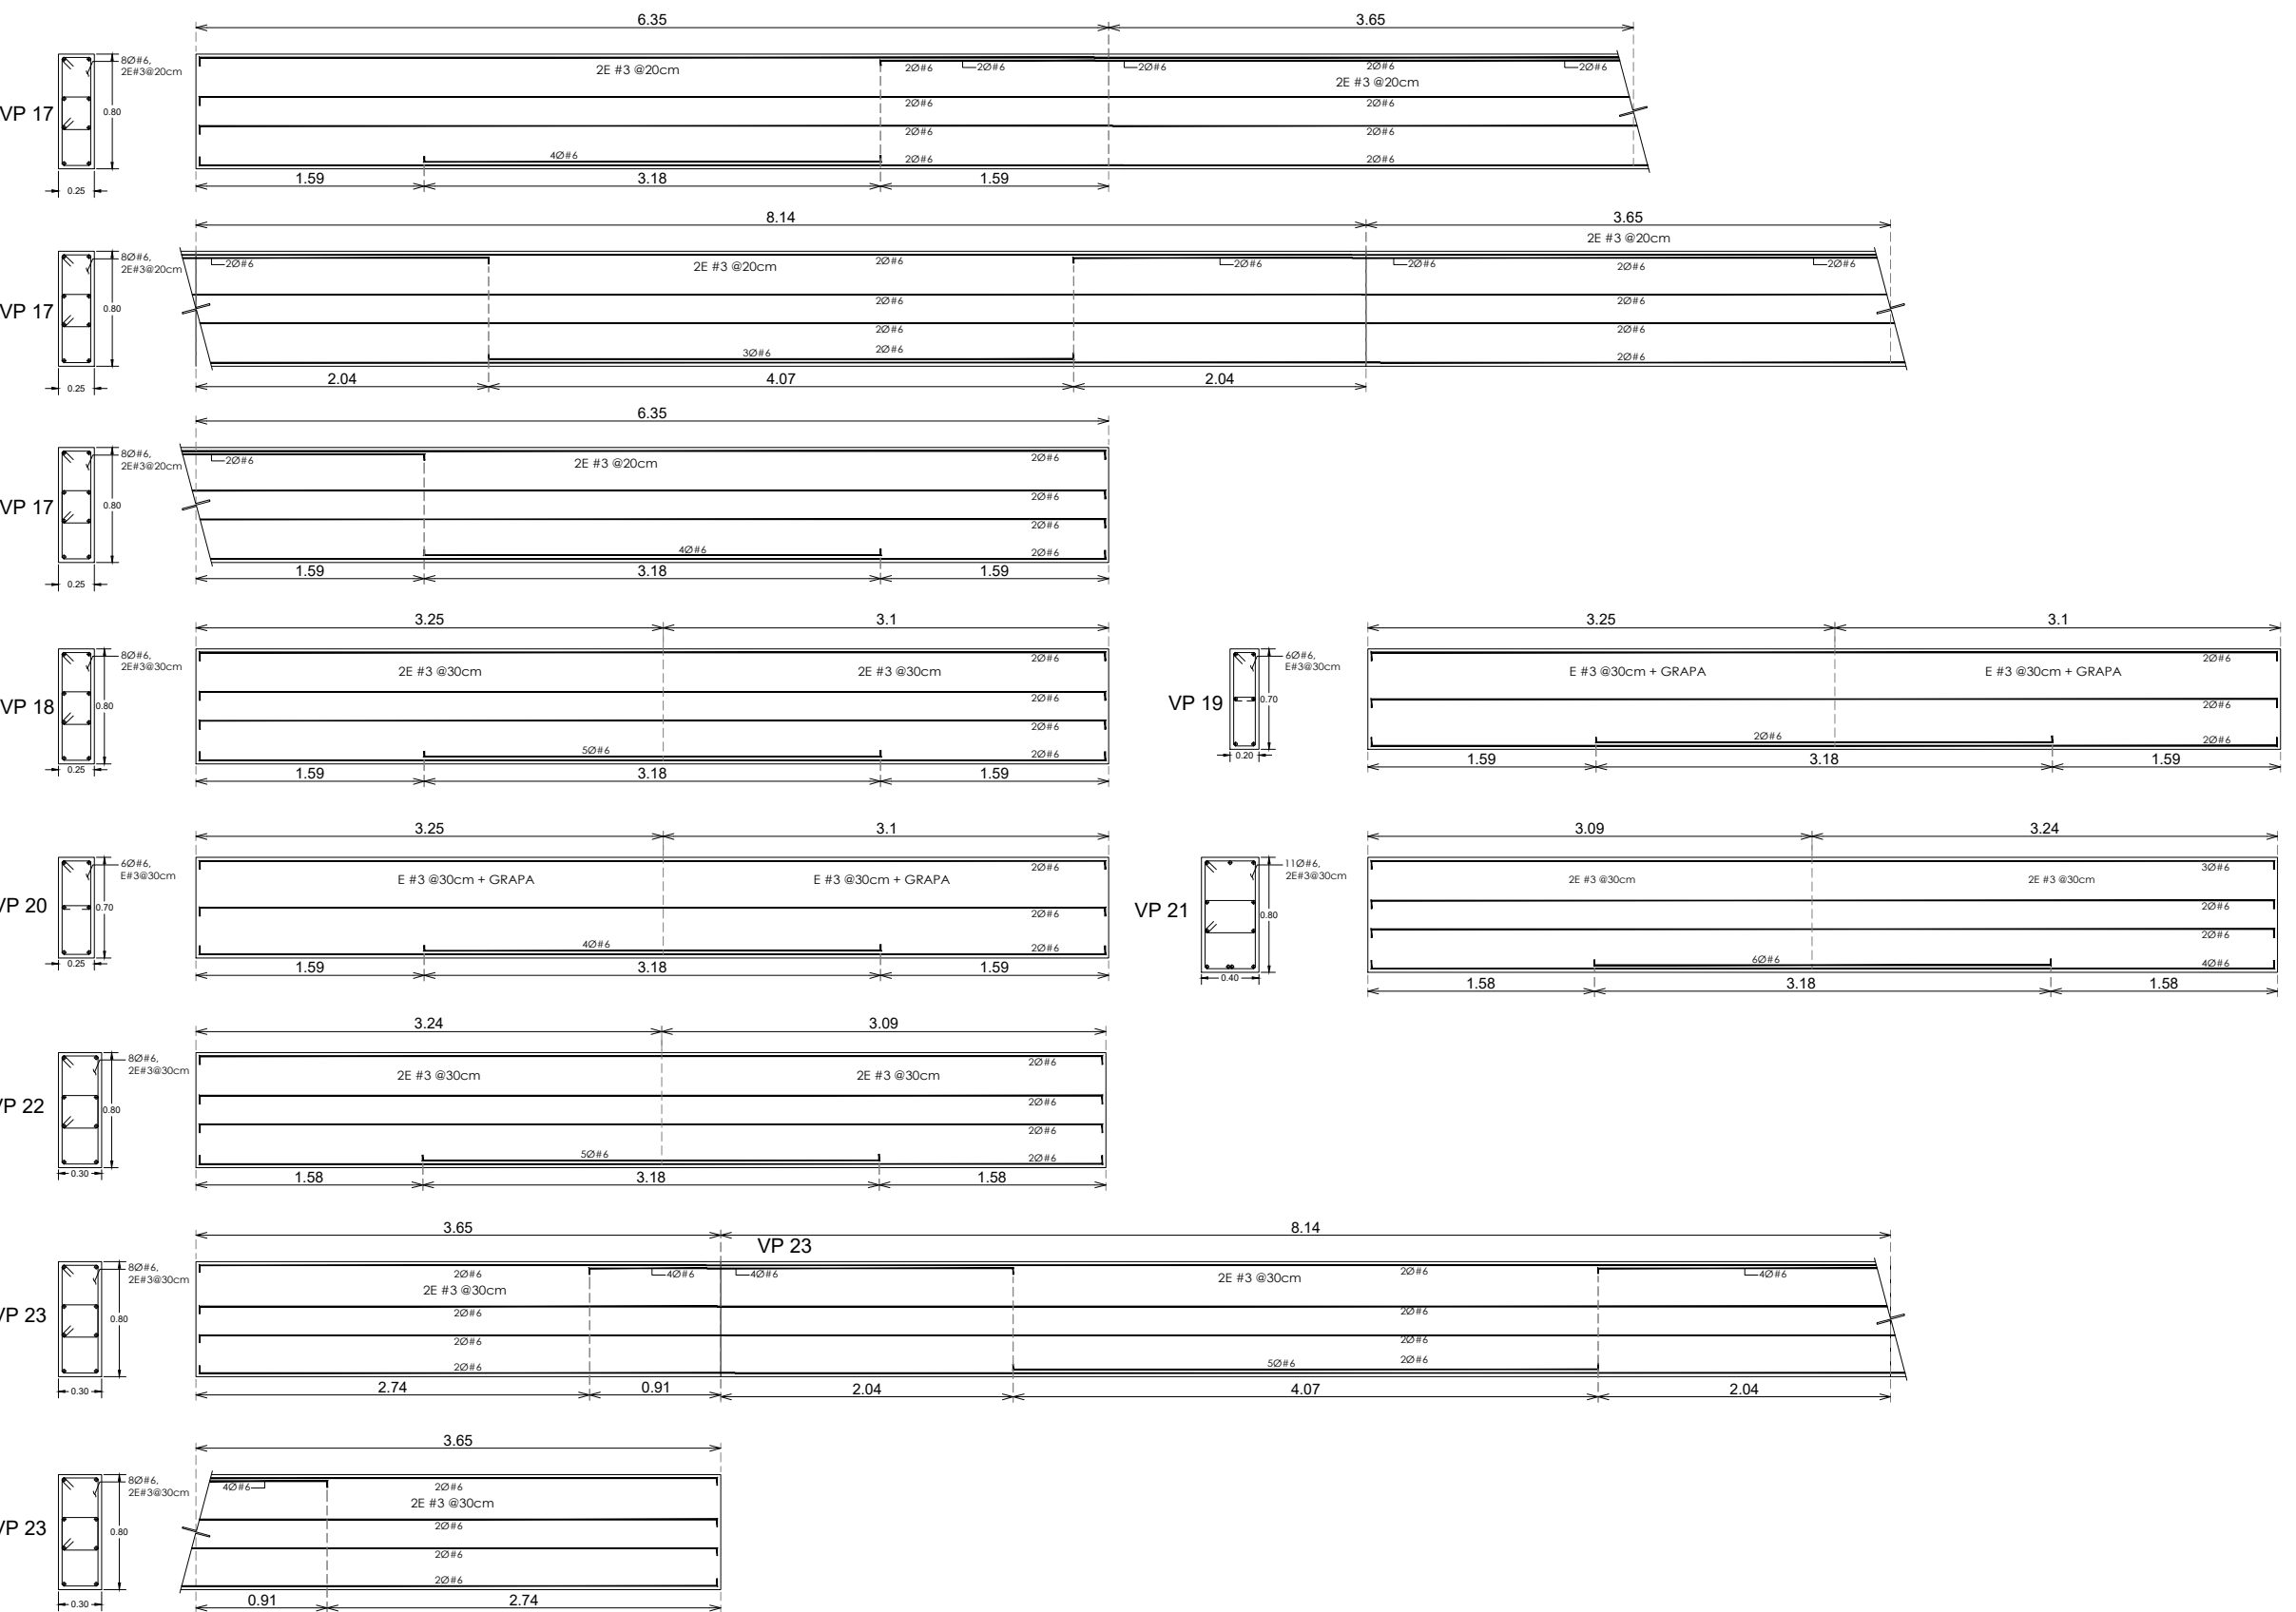 6.35
3.65
8Ø#6,
2E#3@20cm
2E #3 @20cm
2Ø#6
2Ø#6
2Ø#6
2Ø#6
2Ø#6
2E #3 @20cm
VP 17
0.80
2Ø#6
2Ø#6
2Ø#6
2Ø#6
4Ø#6
2Ø#6
2Ø#6
0.25
1.59
3.18
1.59
8.14
3.65
2E #3 @20cm
8Ø#6,
2E#3@20cm
2Ø#6
2E #3 @20cm
2Ø#6
2Ø#6
2Ø#6
2Ø#6
2Ø#6
VP 17
0.80
2Ø#6
2Ø#6
2Ø#6
2Ø#6
3Ø#6
2Ø#6
2Ø#6
0.25
2.04
4.07
2.04
6.35
8Ø#6,
2E#3@20cm
2Ø#6
2E #3 @20cm
2Ø#6
VP 17
0.80
2Ø#6
2Ø#6
4Ø#6
2Ø#6
0.25
1.59
3.18
1.59
3.25
3.1
8Ø#6,
2E#3@30cm
2E #3 @30cm
2E #3 @30cm
2Ø#6
VP 18
0.80
2Ø#6
2Ø#6
5Ø#6
2Ø#6
0.25
1.59
3.18
1.59
3.25
3.1
6Ø#6,
E#3@30cm
E #3 @30cm + GRAPA
E #3 @30cm + GRAPA
2Ø#6
VP 19
0.70
2Ø#6
2Ø#6
2Ø#6
0.20
1.59
3.18
1.59
3.25
3.1
6Ø#6,
E#3@30cm
E #3 @30cm + GRAPA
E #3 @30cm + GRAPA
2Ø#6
VP 20
0.70
2Ø#6
4Ø#6
2Ø#6
0.25
1.59
3.18
1.59
3.09
3.24
11Ø#6,
2E#3@30cm
2E #3 @30cm
2E #3 @30cm
3Ø#6
VP 21
0.80
2Ø#6
2Ø#6
6Ø#6
4Ø#6
0.40
1.58
3.18
1.58
3.24
3.09
8Ø#6,
2E#3@30cm
2E #3 @30cm
2E #3 @30cm
2Ø#6
VP 22
0.80
2Ø#6
2Ø#6
5Ø#6
2Ø#6
0.30
1.58
3.18
1.58
3.65
8.14
VP 23
8Ø#6,
2E#3@30cm
2Ø#6
4Ø#6
4Ø#6
2E #3 @30cm
2Ø#6
4Ø#6
2E #3 @30cm
VP 23
0.80
2Ø#6
2Ø#6
2Ø#6
2Ø#6
2Ø#6
5Ø#6
2Ø#6
0.30
2.74
0.91
2.04
4.07
2.04
3.65
8Ø#6,
2E#3@30cm
4Ø#6
2Ø#6
2E #3 @30cm
VP 23
0.80
2Ø#6
2Ø#6
2Ø#6
0.30
0.91
2.74